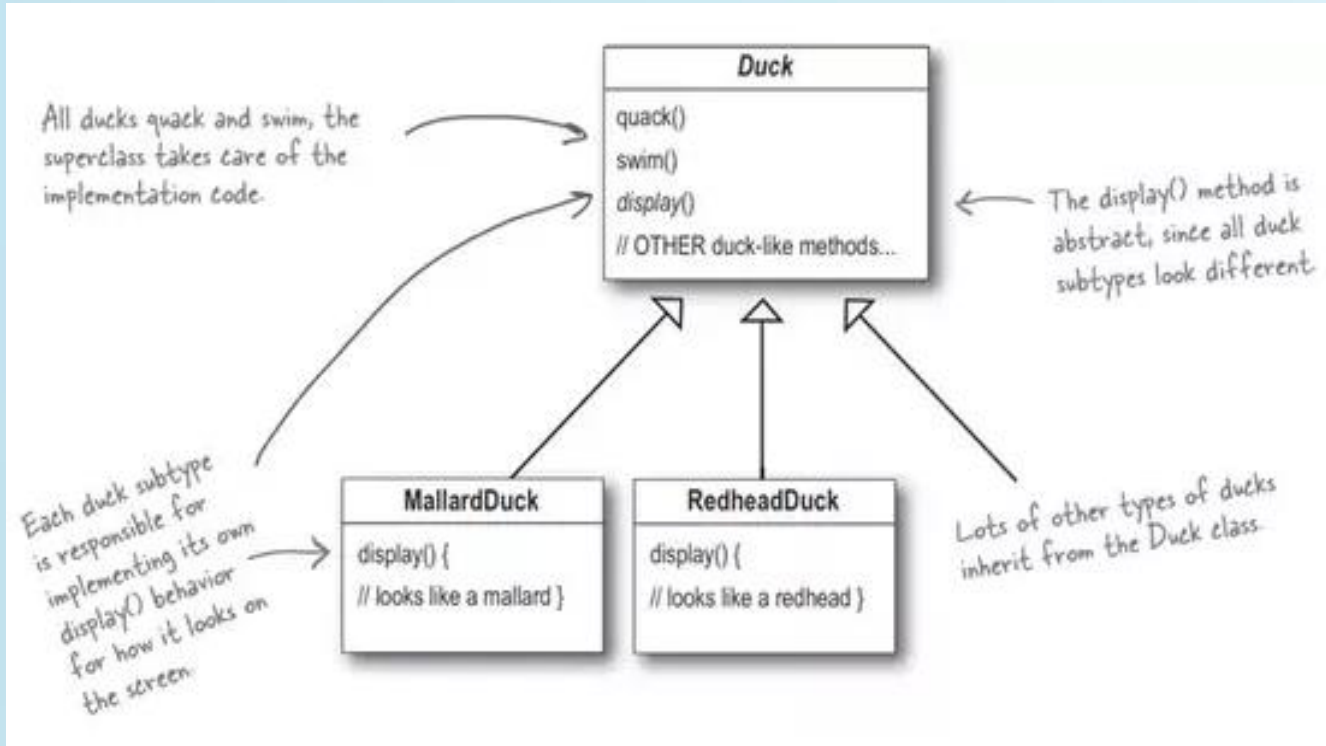 Duck
quack()
swim()
display()
// OTHER duck-like methods...
All ducks quack and swim, the
superclass takes care of the
implementation code.
The display() method is
abstract, since all duck
subtypes look different.
Each duck subtype
is responsible for
implementing its own
display() behavior
for how it looks on
the screen.
MallardDuck
display() {
// looks like a mallard }
RedheadDuck
display() {
// looks like a redhead }
Lots of other types of ducks
inherit from the Duck class.